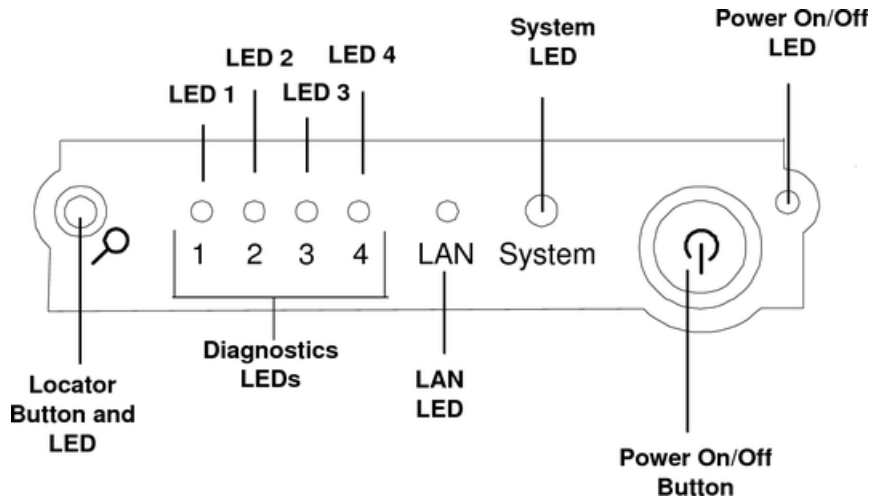 Power On/Off
LED
System
LED
LED 2
LED 4
LED 1
LED 3
1 2 3 4 LAN System
Diagnostics
LEDs
Locator
Button and
LED
LAN
LED
Power On/Off
Button